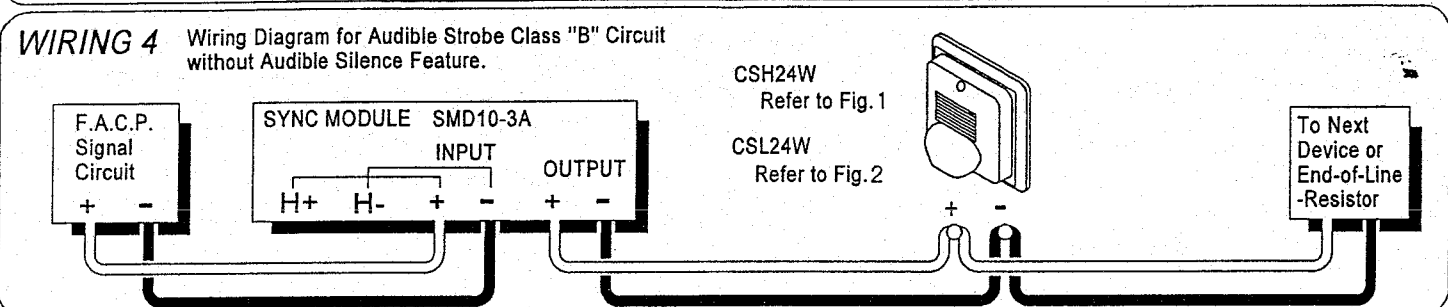 WIRING 4
Wiring Diagram for Audible Strobe Class "B" Circuit
without Audible Silence Feature.
F.A.C.P.
Signal
Circuit
+ -
SYNC MODULE SMD10-3A
INPUT
OUTPUT
H+ H- + - + -
CSH24W
Refer to Fig.1
CSL24W
Refer to Fig.2
+ -
To Next
Device or
End-of-Line
-Resistor